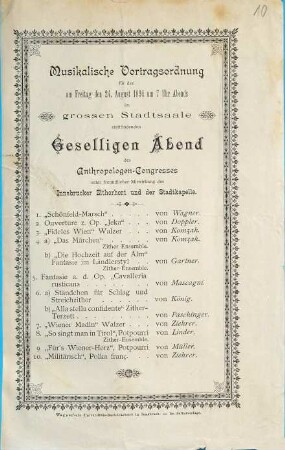 10
Musikalische Vortragsordnung
für den
am Freitag den 24. August 1894 um 7 Uhr Abends
im
grossen Stadtsaale
stattfindenden
Geselligen Abend
des
Anthropologen-Congresses
unter freundlicher Mitwirkung des
Innsbrucker Zitherhort und der Stadtkapelle.
1. „Schönfeld-Marsch“ . . . von Wagner.
2. Ouverture z. Op. „Jeka“ . . von Doppler.
3. „Fideles Wien“ Walzer . . von Komzák.
4. a) „Das Märchen“ . . . von Komzák.
Zither-Ensemble.
b) „Die Hochzeit auf der Alm“
Fantasie im Ländlerstyl . von Gartner.
Zither-Ensemble.
5. Fantasie a. d. Op. „Cavalleria
rusticana . . . von Mascagni
6. a) Ständchen für Schlag und
Streichzither . . . von König.
b) „Alla stella confidente“ Zither-
Terzett . . . von Paschinger.
7. „Wiener Madln“ Walzer . . von Ziehrer.
8. „So singt man in Tirol“, Potpourri von Linder.
Zither-Ensemble.
9. „Für's Wiener-Herz“, Potpourri von Müller.
10. „Militärisch“, Polka franç. . . von Ziehrer.